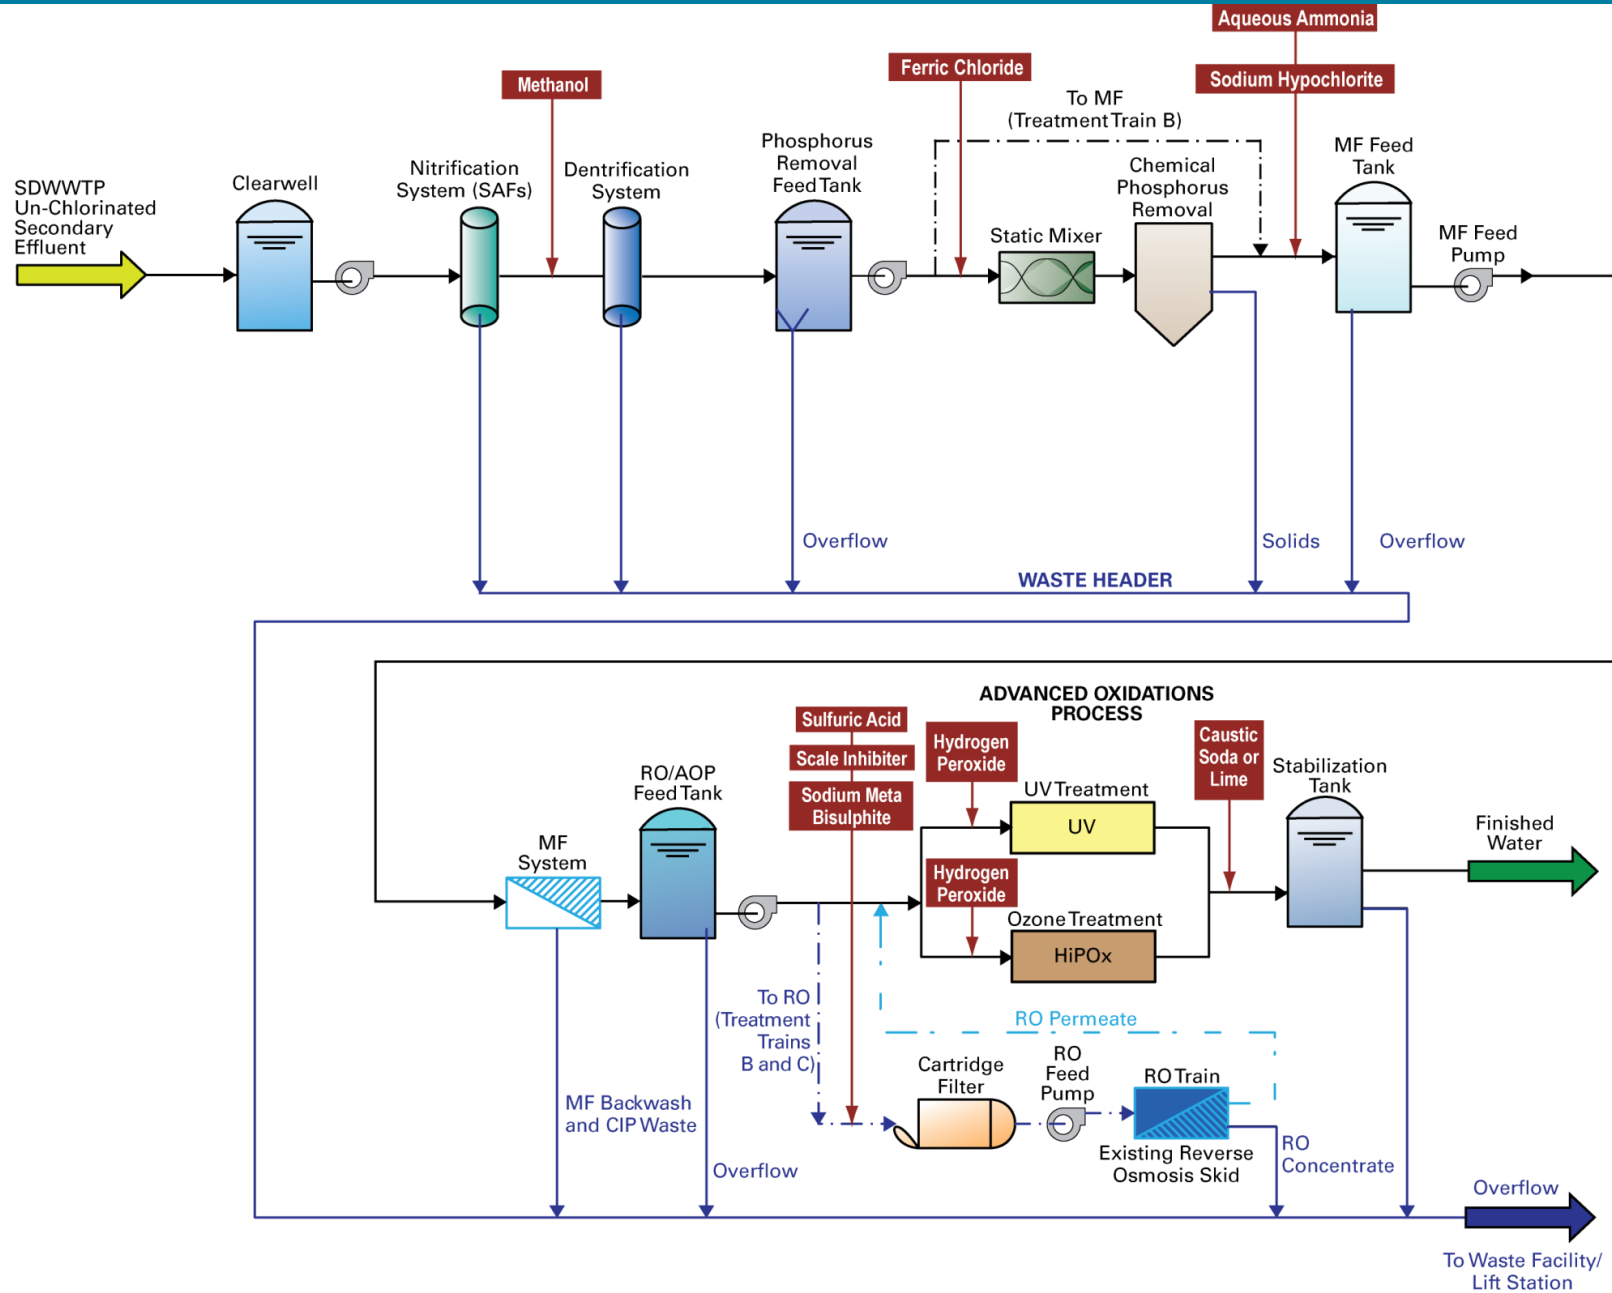 Aqueous Ammonia
Sodium Hypochlorite
Ferric Chloride
Methanol
To MF
(Treatment Train B)
SDWWTP
Un-Chlorinated
Secondary
Effluent
Clearwell
Nitrification
System (SAFs)
Dentrification
System
Phosphorus
Removal
Feed Tank
Static Mixer
Chemical
Phosphorus
Removal
MF Feed
Tank
MF Feed
Pump
Overflow
Solids
Overflow
WASTE HEADER
ADVANCED OXIDATIONS
PROCESS
Sulfuric Acid
Scale Inhibiter
Sodium Meta
Bisulphite
Hydrogen
Peroxide
Caustic
Soda or
Lime
Stabilization
Tank
RO/AOP
Feed Tank
UV Treatment
UV
MF
System
Hydrogen
Peroxide
Ozone Treatment
HiPOx
Finished
Water
To RO
(Treatment
Trains
B and C)
RO Permeate
Cartridge
Filter
RO
Feed
Pump
RO Train
Existing Reverse
Osmosis Skid
MF Backwash
and CIP Waste
Overflow
RO
Concentrate
Overflow
To Waste Facility/
Lift Station